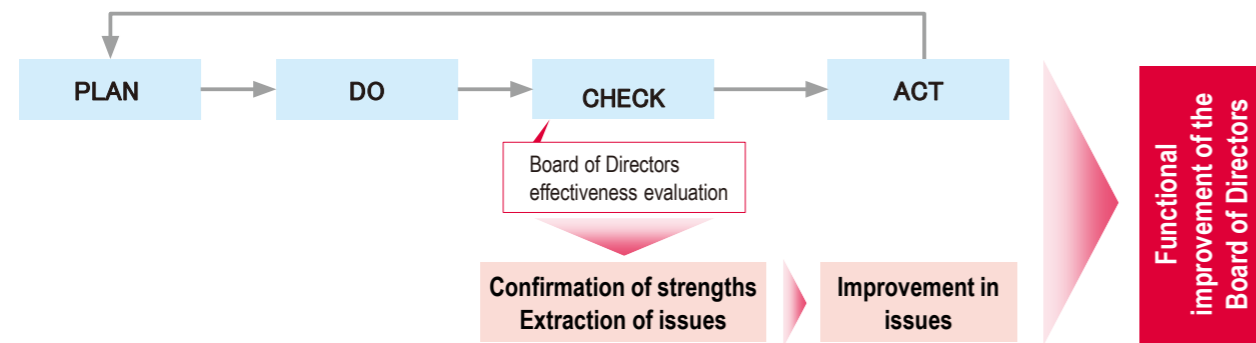 PLAN
DO
CHECK
ACT
Board of Directors
effectiveness evaluation
Confirmation of strengths
Extraction of issues
Improvement in
issues
Functional
improvement of the
Board of Directors